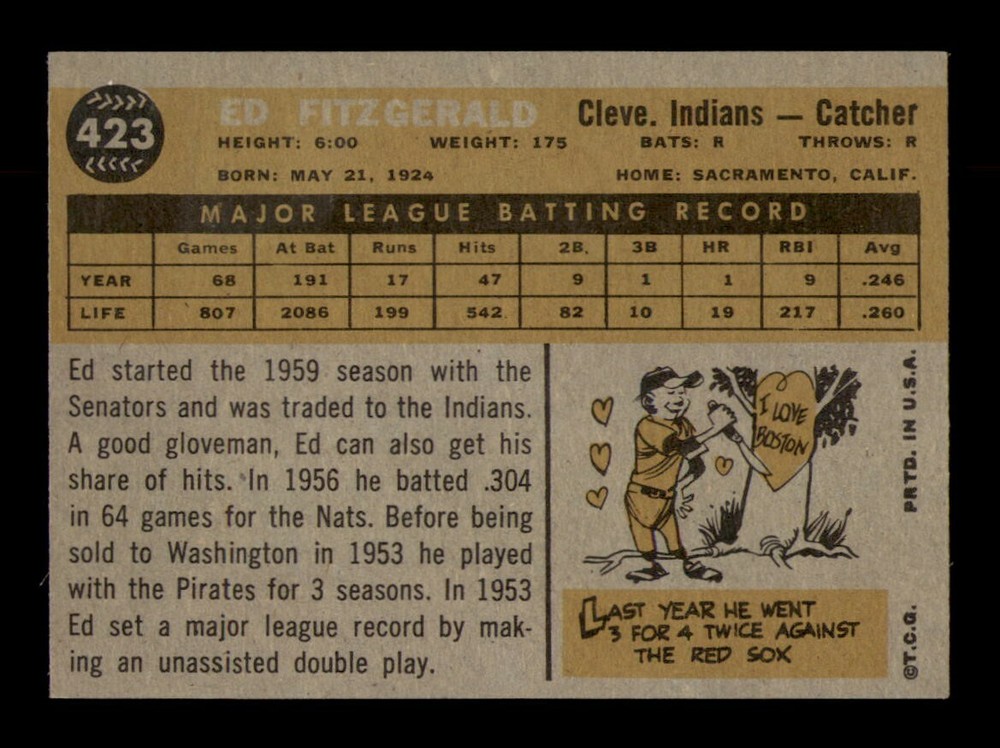 423
ED FITZGERALD
Cleve. Indians — Catcher
HEIGHT: 6:00 WEIGHT: 175 BATS: R THROWS: R
BORN: MAY 21, 1924 HOME: SACRAMENTO, CALIF.
MAJOR LEAGUE BATTING RECORD
Games At Bat Runs Hits 2B. 3B HR RBI Avg
YEAR 68 191 17 47 9 1 1 9 .246
LIFE 807 2086 199 542 82 10 19 217 .260
Ed started the 1959 season with the
Senators and was traded to the Indians.
A good gloveman, Ed can also get his
share of hits. In 1956 he batted .304
in 64 games for the Nats. Before being
sold to Washington in 1953 he played
with the Pirates for 3 seasons. In 1953
Ed set a major league record by mak-
ing an unassisted double play.
I LOVE
BOSTON
LAST YEAR HE WENT
3 FOR 4 TWICE AGAINST
THE RED SOX
©T.C.G. PRTD. IN U.S.A.